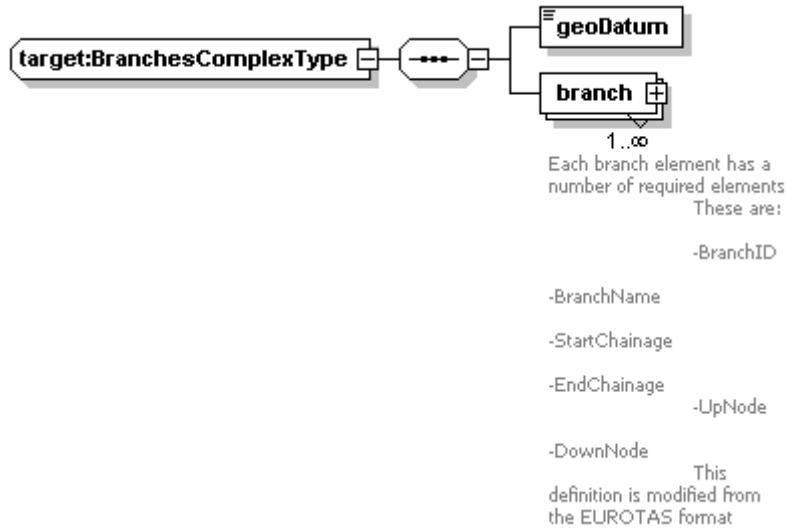 geoDatum
target:BranchesComplexType
branch
1..∞
Each branch element has a
number of required elements
These are:
-BranchID
-BranchName
-StartChainage
-EndChainage
-UpNode
-DownNode
This
definition is modified from
the EUROTAS format